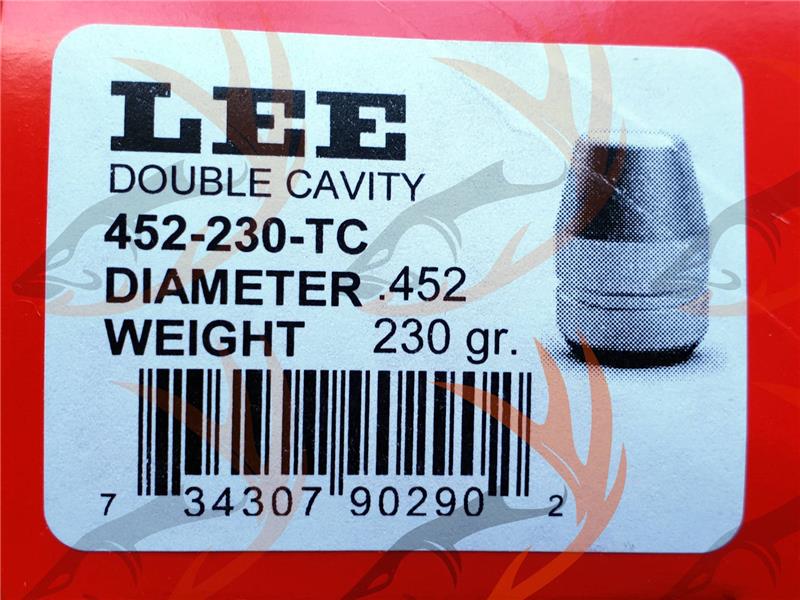 LEE
DOUBLE CAVITY
452-230-TC
DIAMETER .452
WEIGHT 230 gr.
7 34307 90290 2